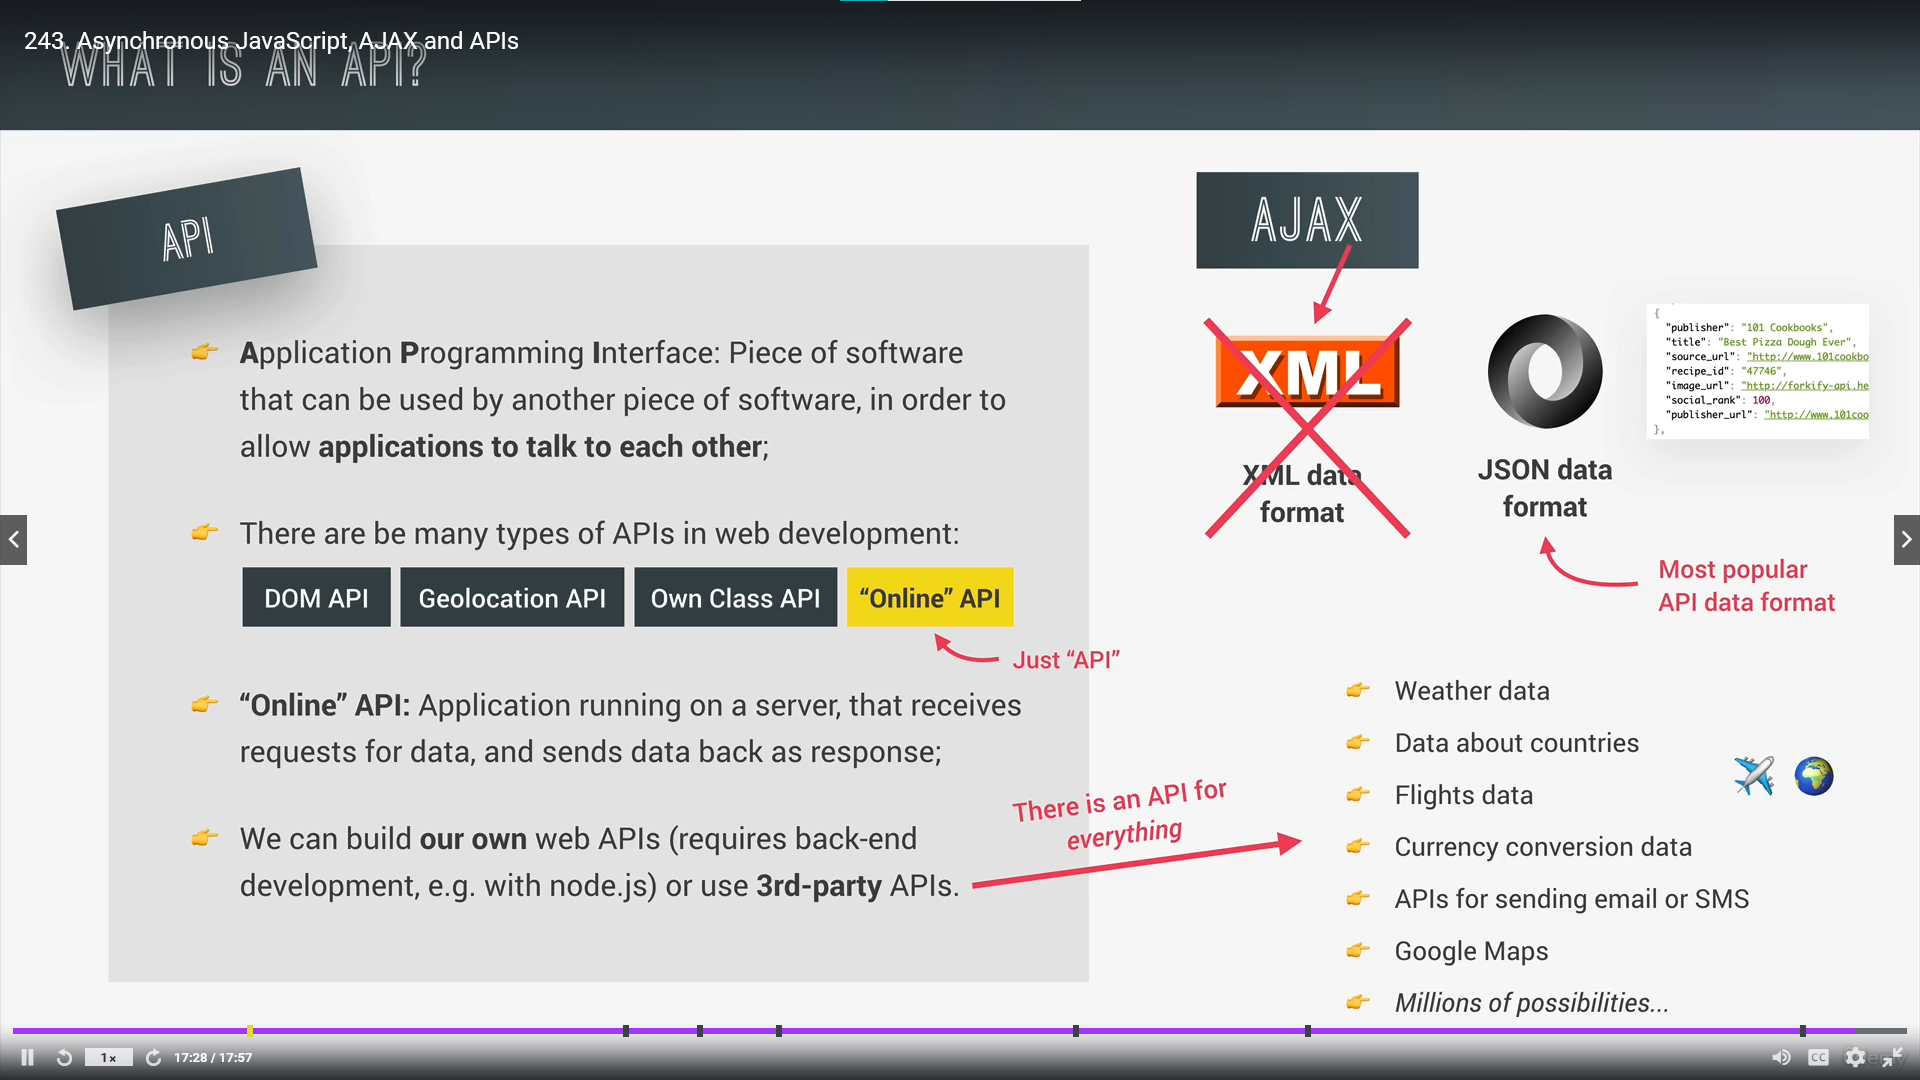 243. Asynchronous JavaScript, AJAX and APIs
WHAT IS AN API?
API
Application Programming Interface: Piece of software
that can be used by another piece of software, in order to
allow applications to talk to each other;
There are be many types of APIs in web development:
DOM API
Geolocation API
Own Class API
“Online” API
Just “API”
“Online” API: Application running on a server, that receives
requests for data, and sends data back as response;
We can build our own web APIs (requires back-end
development, e.g. with node.js) or use 3rd-party APIs.
There is an API for
everything
AJAX
XML
XML data
format
JSON data
format
{
"publisher": "101 Cookbooks",
"title": "Best Pizza Dough Ever",
"source_url": "http://www.101cookbo
"recipe_id": "47746",
"image_url": "http://forkify-api.he
"social_rank": 100,
"publisher_url": "http://www.101coo
},
Most popular
API data format
Weather data
Data about countries
Flights data
Currency conversion data
APIs for sending email or SMS
Google Maps
Millions of possibilities...
1×
17:28 / 17:57
CC